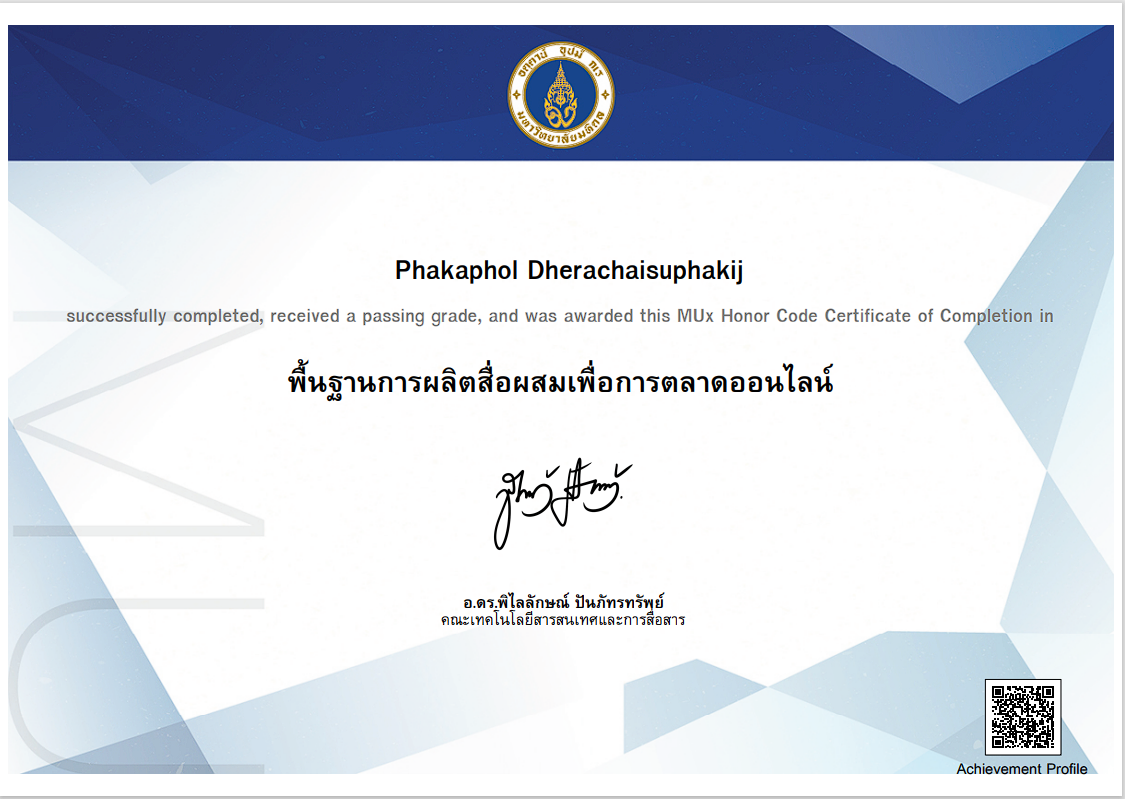 อตฺตานํ อุปมํ กเร
มหาวิทยาลัยมหิดล
Phakaphol Dherachaisuphakij
successfully completed, received a passing grade, and was awarded this MUx Honor Code Certificate of Completion in
พื้นฐานการผลิตสื่อผสมเพื่อการตลาดออนไลน์
อ.ดร.พิไลลักษณ์ ปันภัทรทรัพย์
คณะเทคโนโลยีสารสนเทศและการสื่อสาร
Achievement Profile